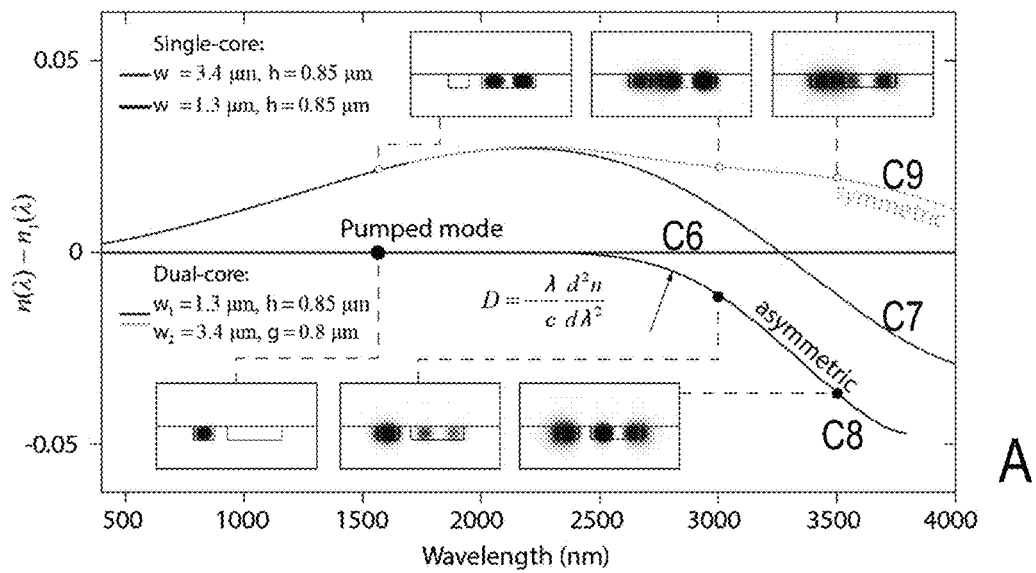 0.05
0
-0.05
n(λ) − n₁(λ)
Single-core:
w = 3.4 µm, h = 0.85 µm
w = 1.3 µm, h = 0.85 µm
C9
symmetric
Pumped mode
C6
Dual-core:
w₁ = 1.3 µm, h = 0.85 µm
w₂ = 3.4 µm, g = 0.8 µm
D = − λ/c d²n/dλ²
C7
asymmetric
C8
A
500 1000 1500 2000 2500 3000 3500 4000
Wavelength (nm)